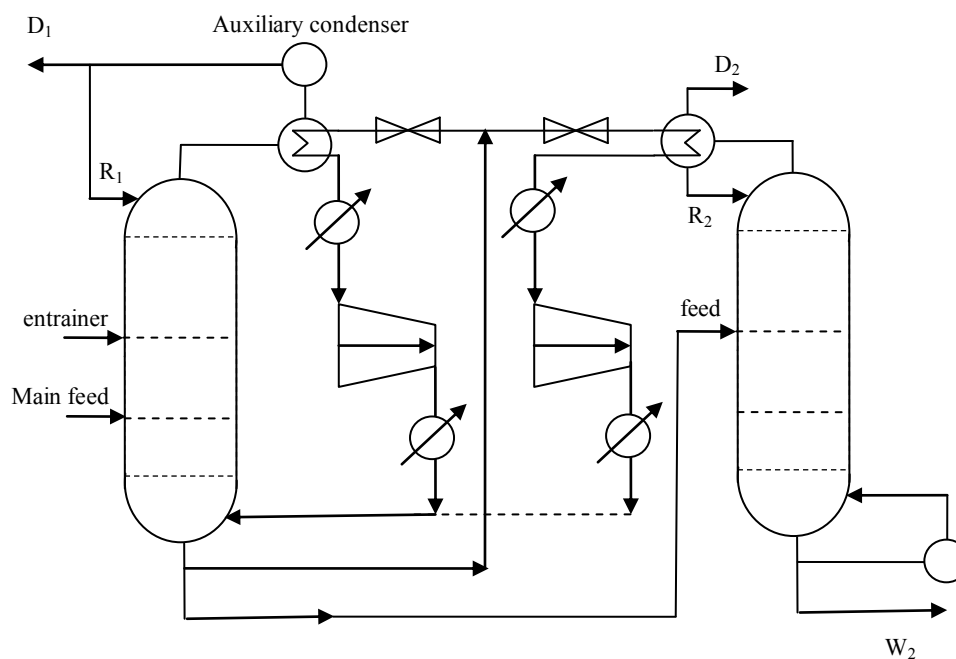 D1
Auxiliary condenser
D2
R1
R2
entrainer
feed
Main feed
W2